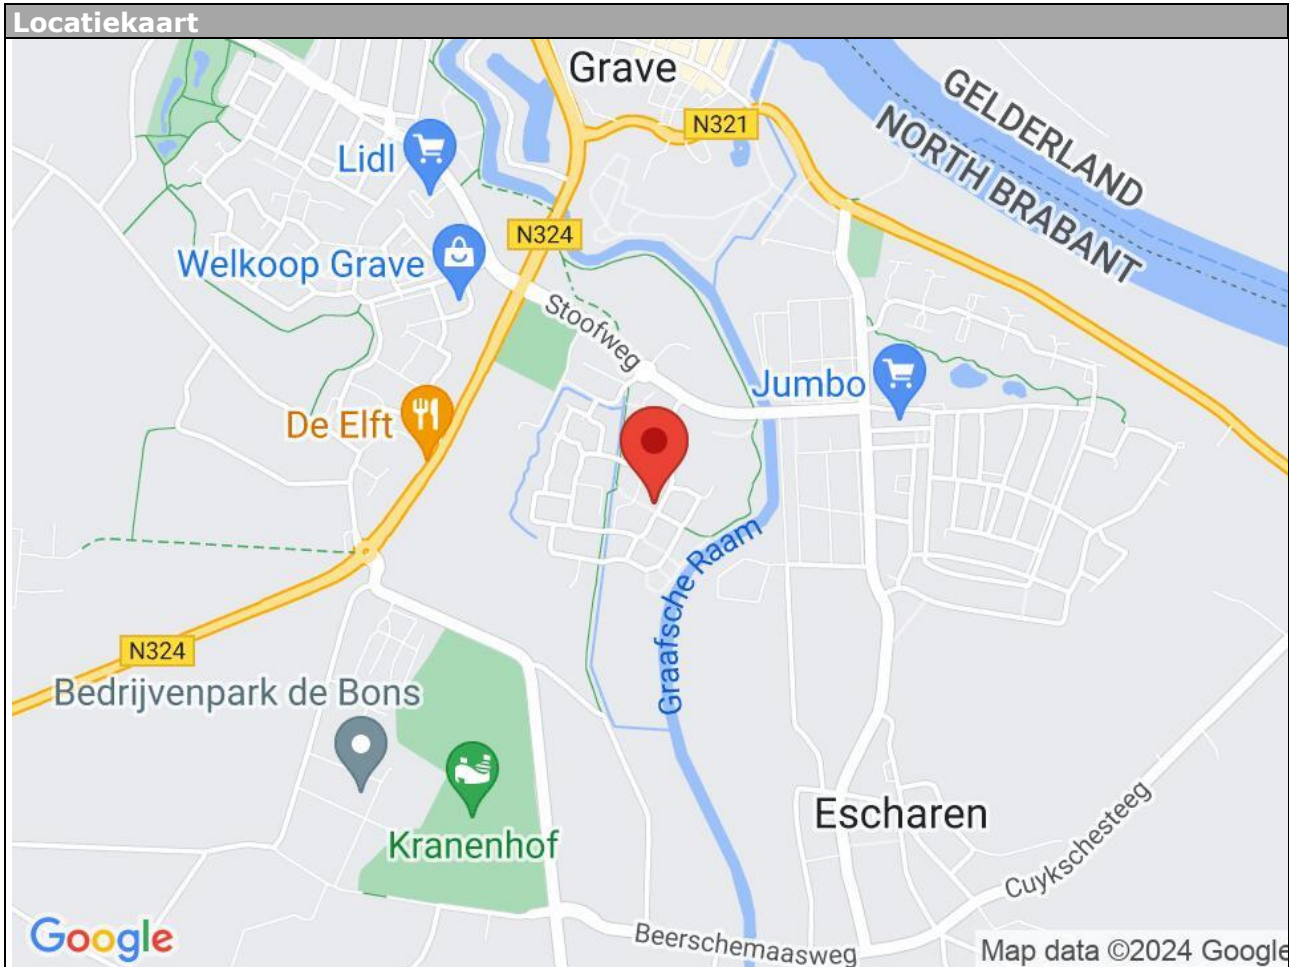 Locatiekaart
Grave
GELDERLAND
NORTH BRABANT
N321
Lidl
N324
Welkoop Grave
Stoofweg
Jumbo
De Elft
Graafsche Raam
N324
Bedrijvenpark de Bons
Escharen
Kranenhof
Cuykschesteeg
Beerschemaasweg
Google
Map data ©2024 Google